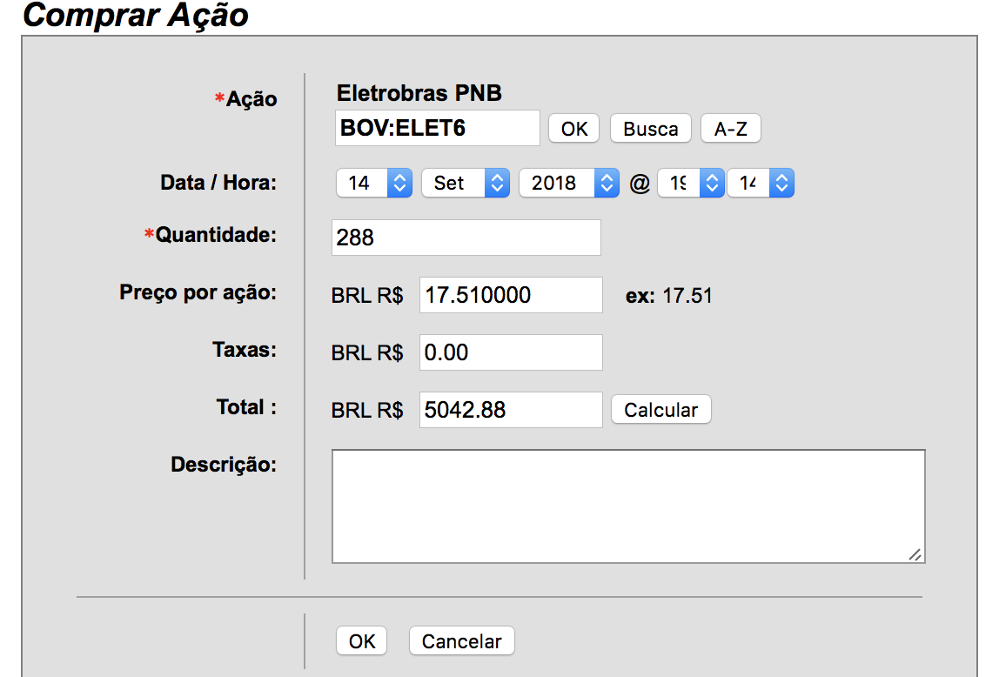 Comprar Ação
*Ação
Eletrobras PNB
BOV:ELET6 OK Busca A-Z
Data / Hora: 14 Set 2018 @ 19 14
*Quantidade: 288
Preço por ação: BRL R$ 17.510000 ex: 17.51
Taxas: BRL R$ 0.00
Total : BRL R$ 5042.88 Calcular
Descrição:
OK Cancelar